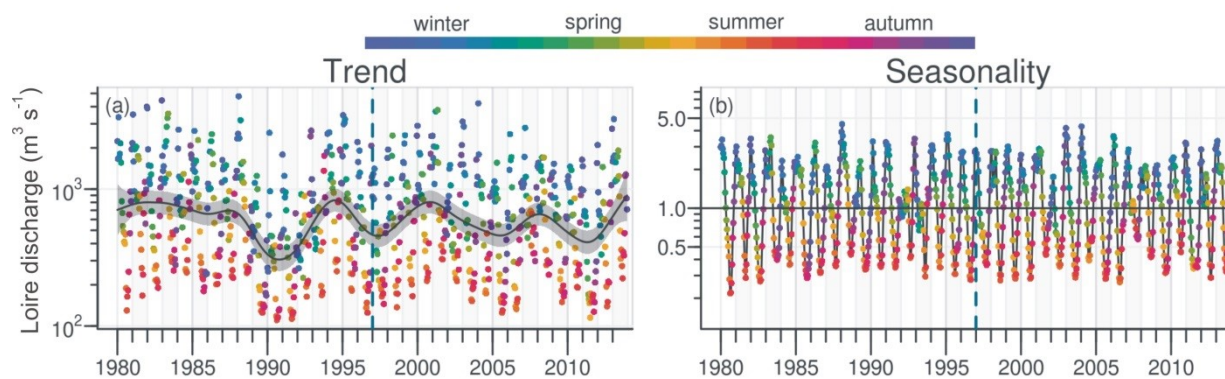 winter spring summer autumn
Trend Seasonality
Loire discharge (m³ s⁻¹)
(a)
10³
10²
1980 1985 1990 1995 2000 2005 2010
(b)
5.0
1.0
0.5
1980 1985 1990 1995 2000 2005 2010